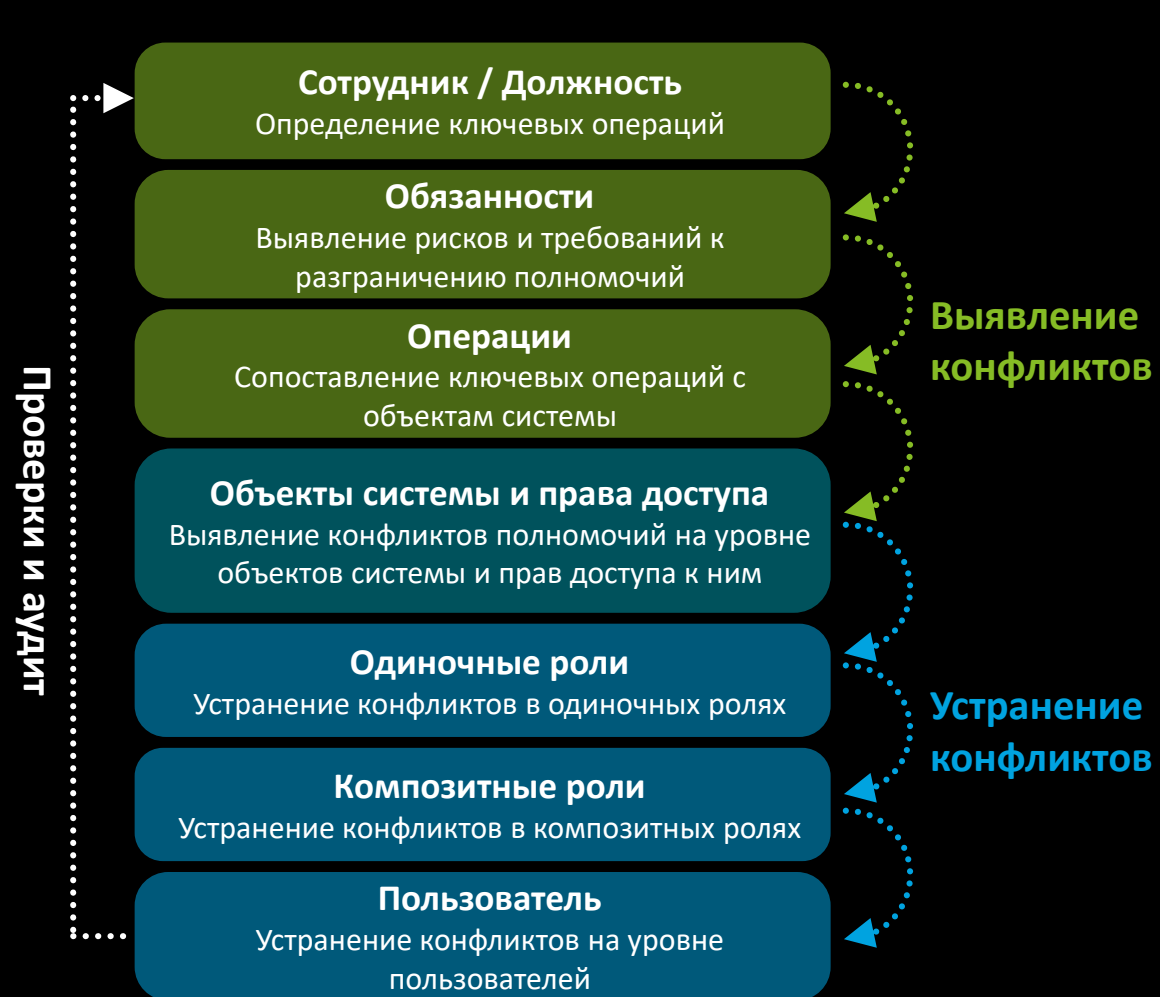 Сотрудник / Должность
Определение ключевых операций
Обязанности
Выявление рисков и требований к
разграничению полномочий
Операции
Сопоставление ключевых операций с
объектам системы
Объекты системы и права доступа
Выявление конфликтов полномочий на уровне
объектов системы и прав доступа к ним
Одиночные роли
Устранение конфликтов в одиночных ролях
Композитные роли
Устранение конфликтов в композитных ролях
Пользователь
Устранение конфликтов на уровне
пользователей
Выявление
конфликтов
Устранение
конфликтов
Проверки и аудит